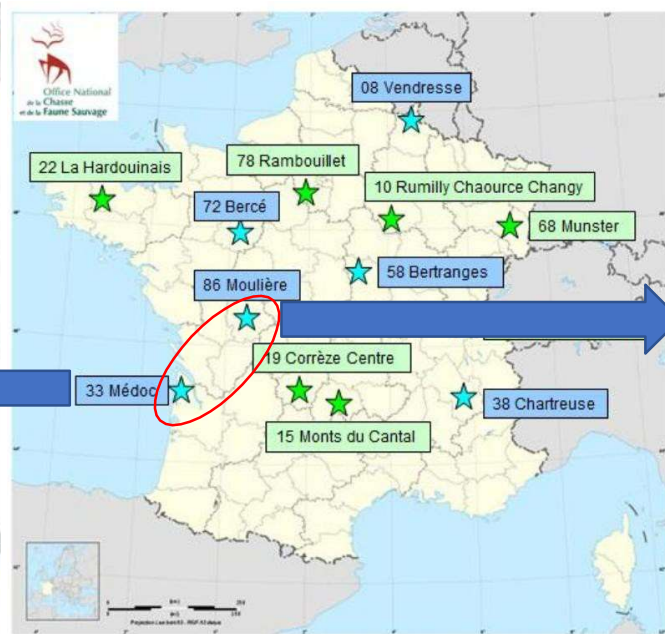 Office National
de la Chasse
et de la Faune Sauvage
08 Vendresse
22 La Hardouinais
78 Rambouillet
10 Rumilly Chaource Changy
72 Bercé
68 Munster
58 Bertranges
86 Moulière
19 Corrèze Centre
33 Médoc
38 Chartreuse
15 Monts du Cantal